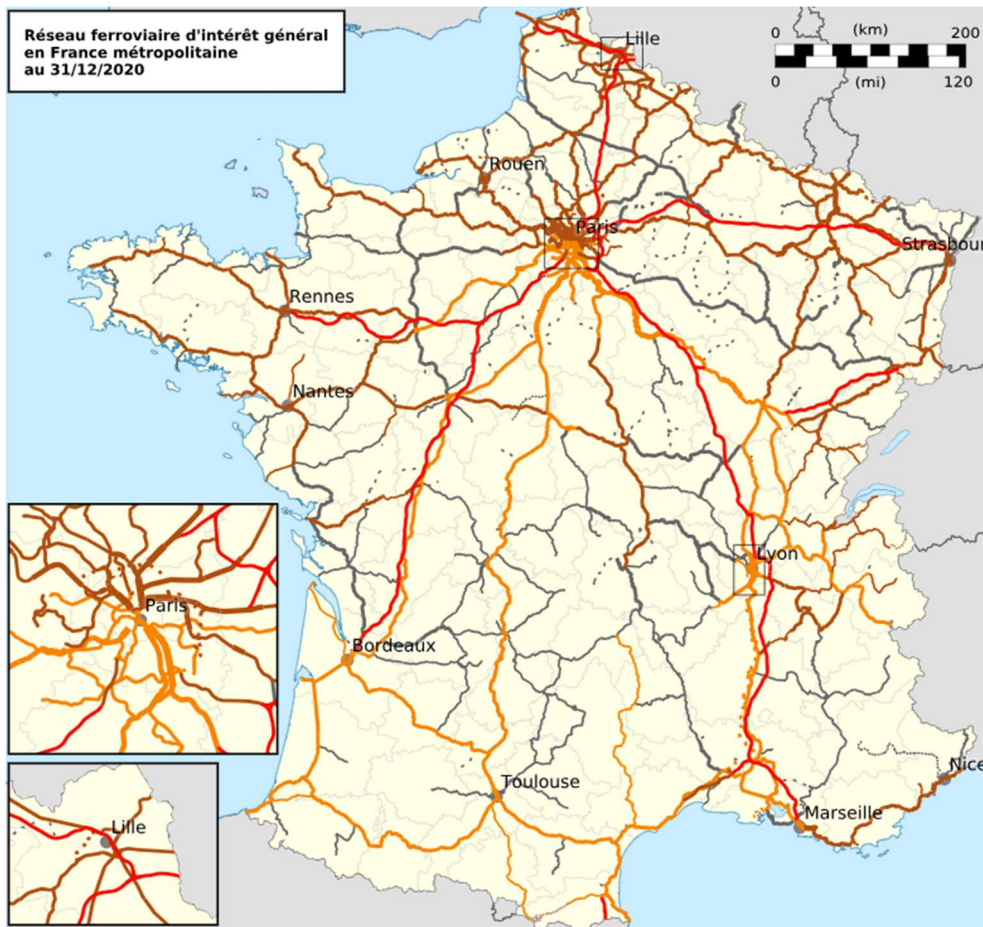 Réseau ferroviaire d'intérêt général
en France métropolitaine
au 31/12/2020
0 (km) 200
0 (mi) 120
Lille
Rouen
Paris
Strasbour
Rennes
Nantes
Lyon
Paris
Bordeaux
Nice
Toulouse
Marseille
Lille